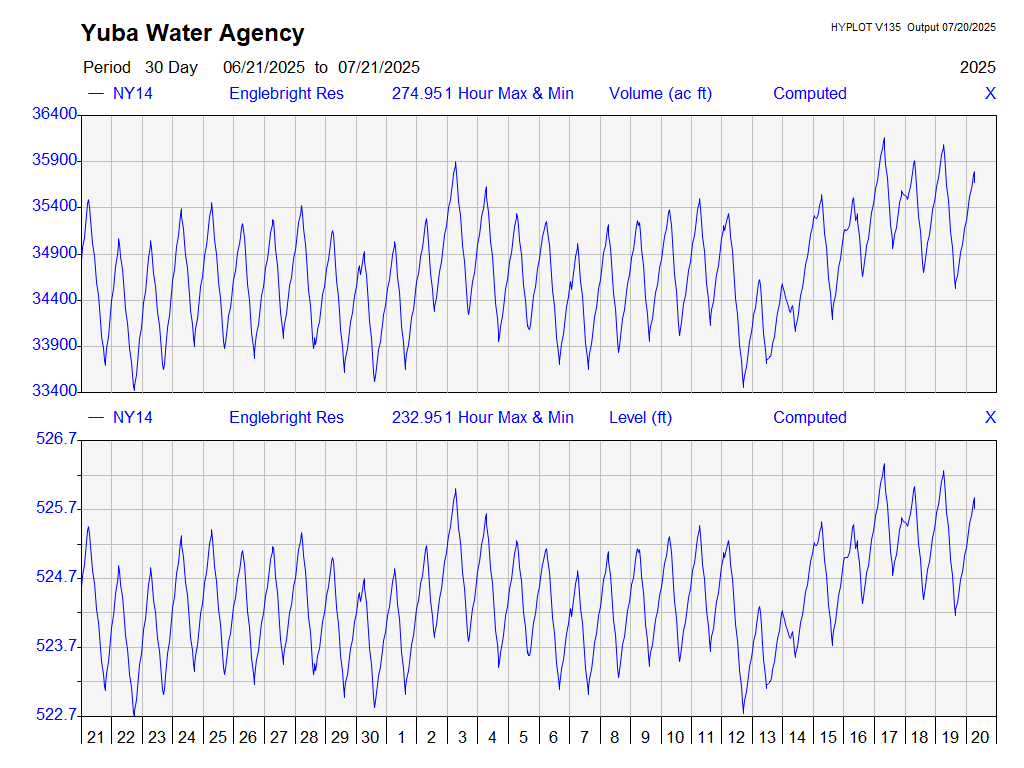 Yuba Water Agency
HYPLOT V135 Output 07/20/2025
Period 30 Day 06/21/2025 to 07/21/2025
2025
NY14 Englebright Res 274.951 Hour Max & Min Volume (ac ft) Computed X
36400
35900
35400
34900
34400
33900
33400
NY14 Englebright Res 232.951 Hour Max & Min Level (ft) Computed X
526.7
525.7
524.7
523.7
522.7
21 22 23 24 25 26 27 28 29 30 1 2 3 4 5 6 7 8 9 10 11 12 13 14 15 16 17 18 19 20